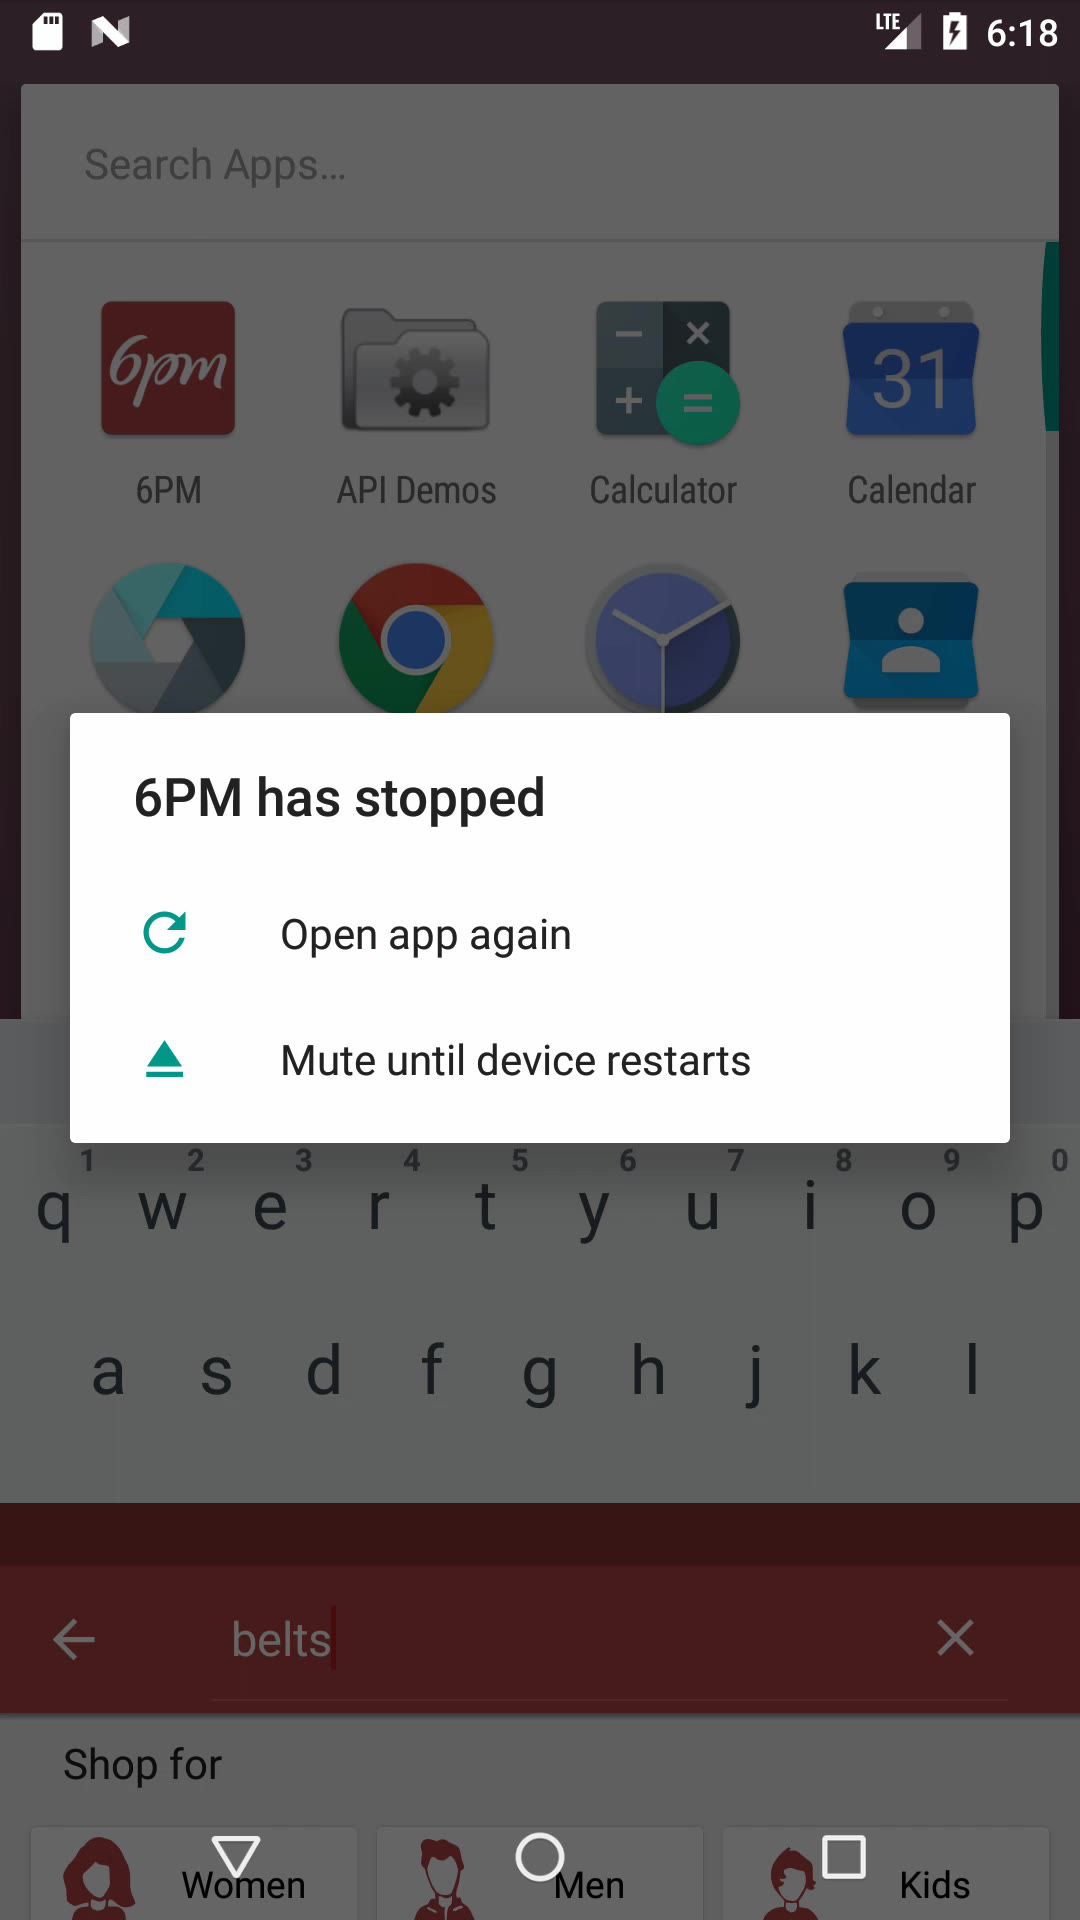 LTE 6:18
Search Apps...
6pm
31
6PM API Demos Calculator Calendar
6PM has stopped
Open app again
Mute until device restarts
1 2 3 4 5 6 7 8 9 0
q w e r t y u i o p
a s d f g h j k l
belts
Shop for
Women Men Kids